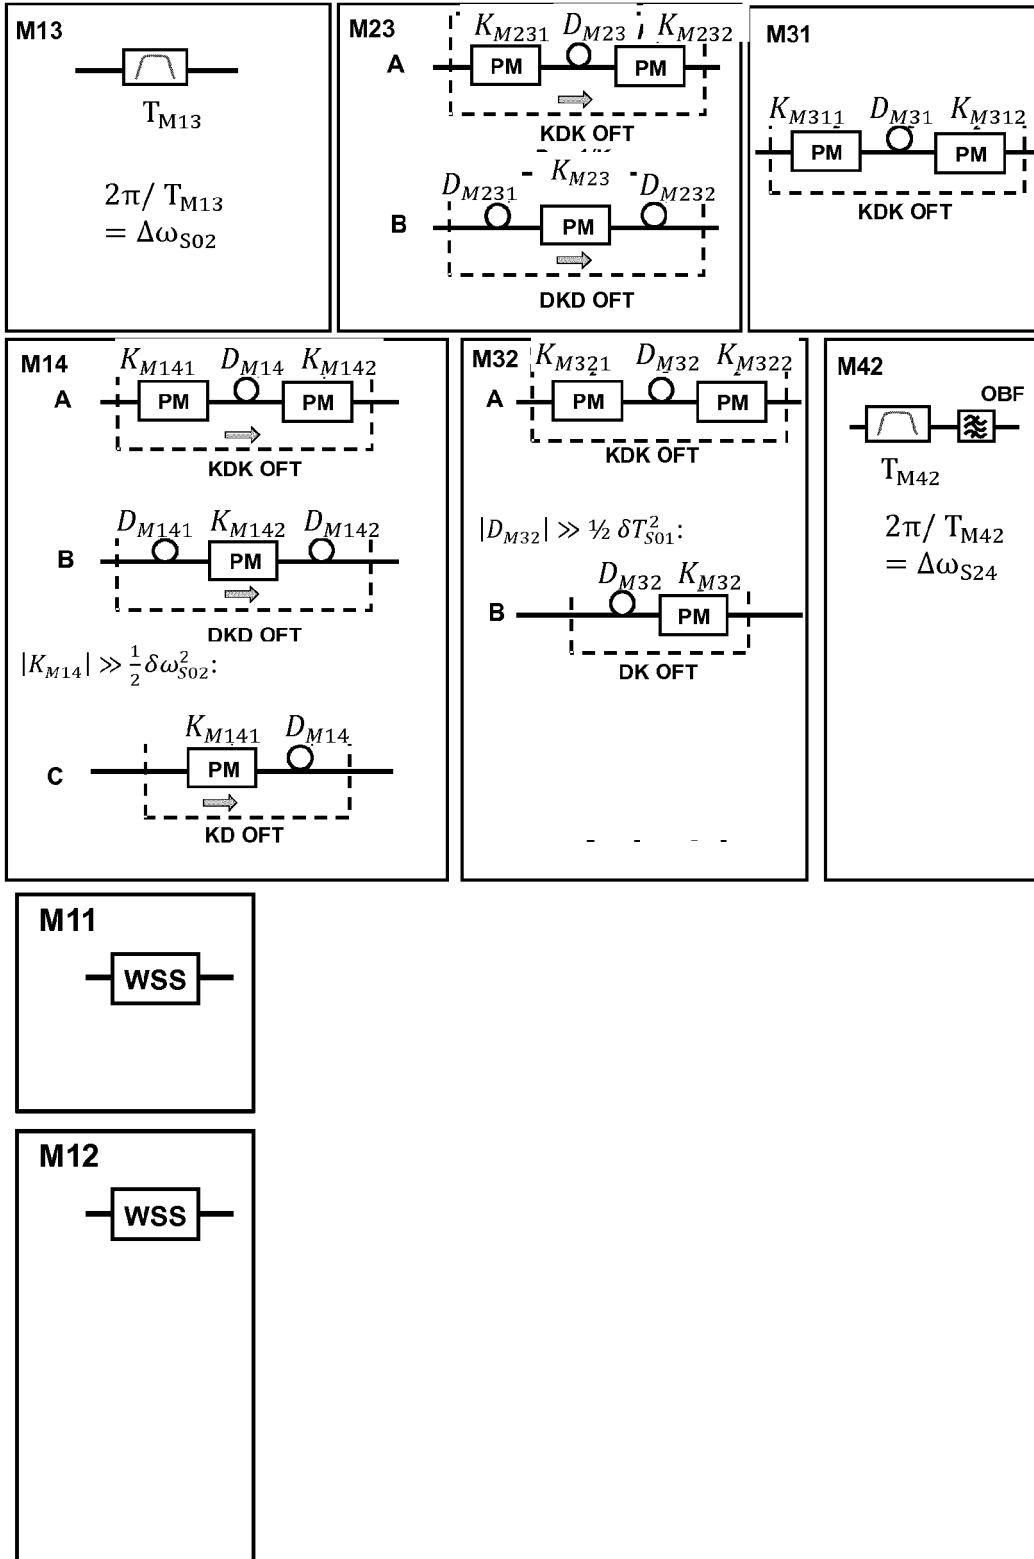 M13
T_M13
2π/ T_M13
= Δω_S02
M23
K_M231 D_M23 K_M232
A
PM PM
KDK OFT
K_M23
D_M231 D_M232
B
PM
DKD OFT
M31
K_M311 D_M31 K_M312
PM PM
KDK OFT
M14
K_M141 D_M14 K_M142
A
PM PM
KDK OFT
D_M141 K_M142 D_M142
B
PM
DKD OFT
|K_M14| ≫ 1/2 δω²_S02:
K_M141 D_M14
C
PM
KD OFT
M32
K_M321 D_M32 K_M322
A
PM PM
KDK OFT
|D_M32| ≫ ½ δT²_S01:
D_M32 K_M32
B
PM
DK OFT
M42
OBF
T_M42
2π/ T_M42
= Δω_S24
M11
WSS
M12
WSS